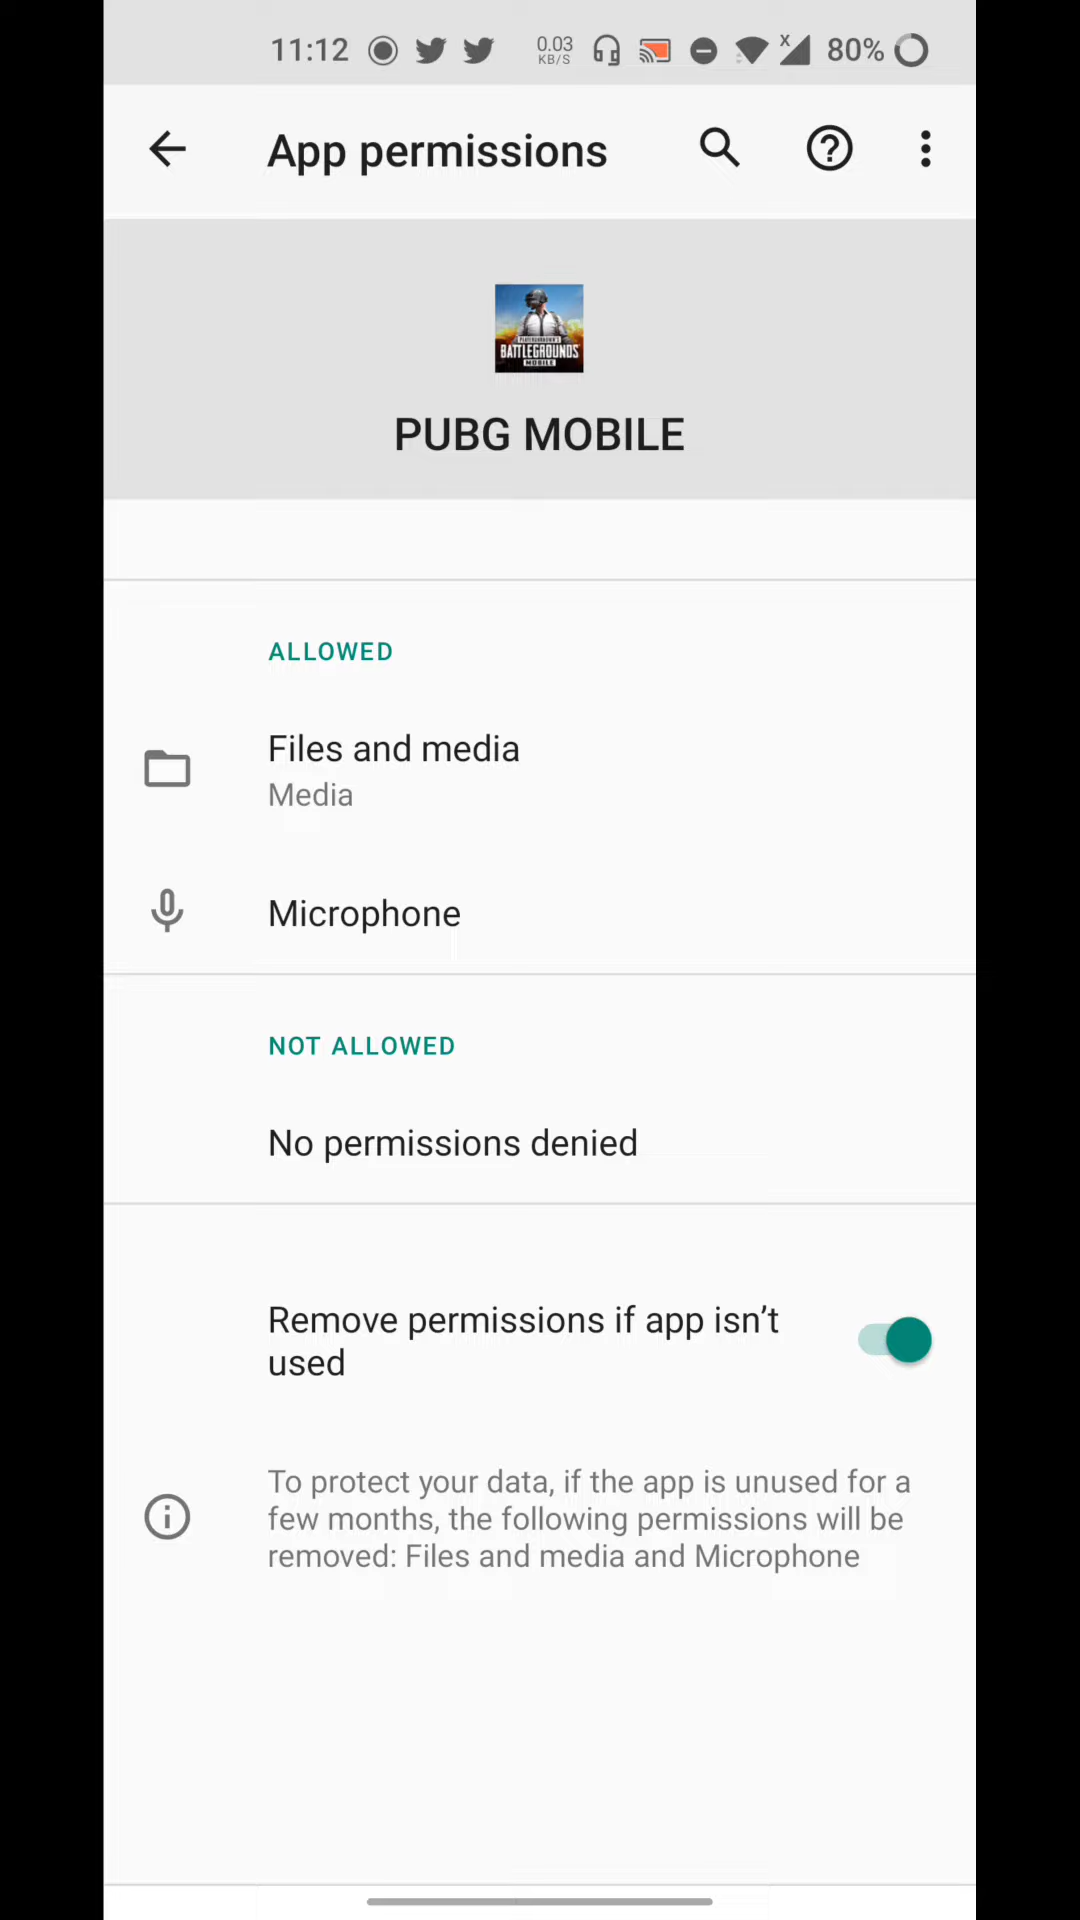 11:12 0.03 KB/S X 80%
App permissions
PLAYERUNKNOWN'S
BATTLEGROUNDS
MOBILE
PUBG MOBILE
ALLOWED
Files and media
Media
Microphone
NOT ALLOWED
No permissions denied
Remove permissions if app isn’t
used
To protect your data, if the app is unused for a
few months, the following permissions will be
removed: Files and media and Microphone